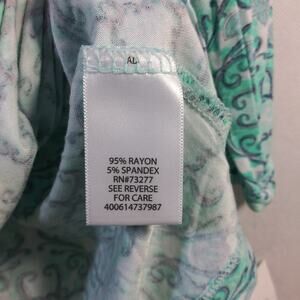 95% RAYON
5% SPANDEX
RN#73277
SEE REVERSE
FOR CARE
400614737987